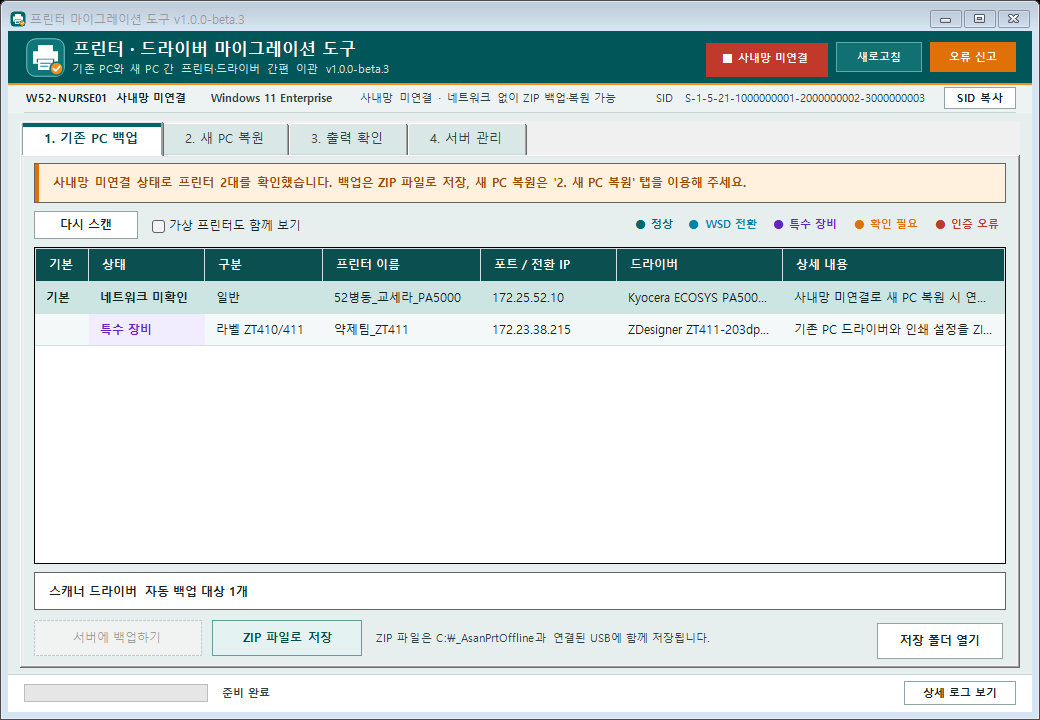 프린터 마이그레이션 도구 v1.0.0-beta.3
프린터 · 드라이버 마이그레이션 도구
기존 PC와 새 PC 간 프린터·드라이버 간편 이관 v1.0.0-beta.3
■ 사내망 미연결
새로고침
오류 신고
W52-NURSE01 사내망 미연결 Windows 11 Enterprise 사내망 미연결 · 네트워크 없이 ZIP 백업·복원 가능 SID S-1-5-21-1000000001-2000000002-3000000003 SID 복사
1. 기존 PC 백업 2. 새 PC 복원 3. 출력 확인 4. 서버 관리
사내망 미연결 상태로 프린터 2대를 확인했습니다. 백업은 ZIP 파일로 저장, 새 PC 복원은 '2. 새 PC 복원' 탭을 이용해 주세요.
다시 스캔 가상 프린터도 함께 보기 정상 WSD 전환 특수 장비 확인 필요 인증 오류
기본 상태 구분 프린터 이름 포트 / 전환 IP 드라이버 상세 내용
기본 네트워크 미확인 일반 52병동_교세라_PA5000 172.25.52.10 Kyocera ECOSYS PA500... 사내망 미연결로 새 PC 복원 시 연...
특수 장비 라벨 ZT410/411 약제팀_ZT411 172.23.38.215 ZDesigner ZT411-203dp... 기존 PC 드라이버와 인쇄 설정을 ZI...
스캐너 드라이버 자동 백업 대상 1개
서버에 백업하기 ZIP 파일로 저장 ZIP 파일은 C:₩_AsanPrtOffline과 연결된 USB에 함께 저장됩니다. 저장 폴더 열기
준비 완료 상세 로그 보기